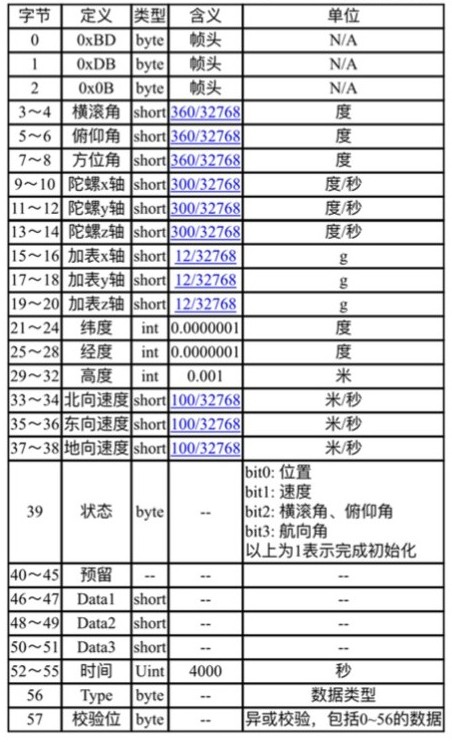 字节 定义 类型 含义 单位
0 0xBD byte 帧头 N/A
1 0xDB byte 帧头 N/A
2 0x0B byte 帧头 N/A
3～4 横滚角 short 360/32768 度
5～6 俯仰角 short 360/32768 度
7～8 方位角 short 360/32768 度
9～10 陀螺x轴 short 300/32768 度/秒
11～12 陀螺y轴 short 300/32768 度/秒
13～14 陀螺z轴 short 300/32768 度/秒
15～16 加表x轴 short 12/32768 g
17～18 加表y轴 short 12/32768 g
19～20 加表z轴 short 12/32768 g
21～24 纬度 int 0.0000001 度
25～28 经度 int 0.0000001 度
29～32 高度 int 0.001 米
33～34 北向速度 short 100/32768 米/秒
35～36 东向速度 short 100/32768 米/秒
37～38 地向速度 short 100/32768 米/秒
39 状态 byte -- bit0: 位置
bit1: 速度
bit2: 横滚角、俯仰角
bit3: 航向角
以上为1表示完成初始化
40～45 预留 -- -- --
46～47 Data1 short -- --
48～49 Data2 short -- --
50～51 Data3 short -- --
52～55 时间 Uint 4000 秒
56 Type byte -- 数据类型
57 校验位 byte -- 异或校验，包括0~56的数据